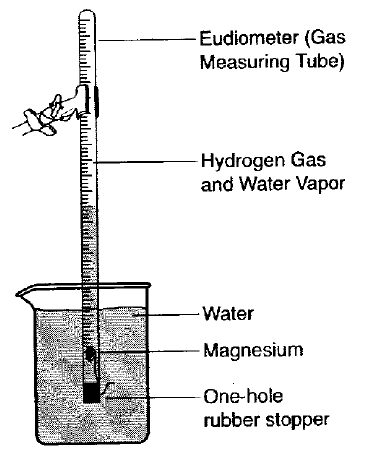 Eudiometer (Gas
Measuring Tube)
Hydrogen Gas
and Water Vapor
Water
Magnesium
One-hole
rubber stopper